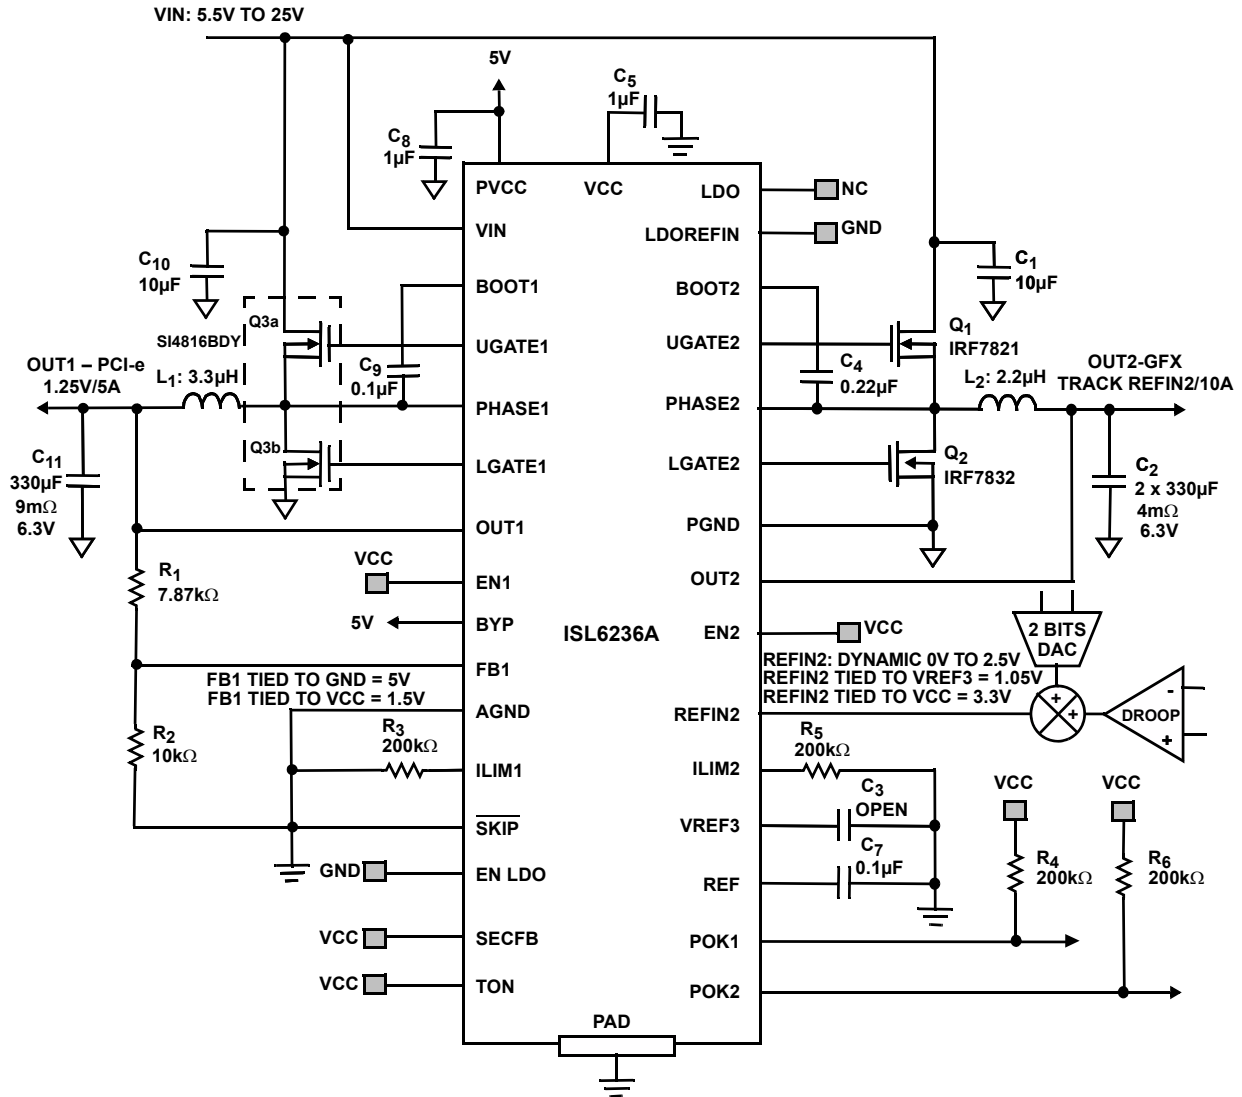 VIN: 5.5V TO 25V
5V
C5
1µF
C8
1µF
PVCC
VCC
LDO
NC
VIN
LDOREFIN
GND
C10
10µF
BOOT1
BOOT2
C1
10µF
Q3a
SI4816BDY
UGATE1
UGATE2
Q1
IRF7821
C9
0.1µF
C4
0.22µF
OUT1 – PCI-e
1.25V/5A
L1: 3.3µH
PHASE1
PHASE2
L2: 2.2µH
OUT2-GFX
TRACK REFIN2/10A
Q3b
LGATE1
LGATE2
Q2
IRF7832
C11
330µF
9mΩ
6.3V
C2
2 x 330µF
4mΩ
6.3V
OUT1
PGND
VCC
EN1
OUT2
R1
7.87kΩ
5V
BYP
ISL6236A
EN2
VCC
2 BITS
DAC
FB1
FB1 TIED TO GND = 5V
FB1 TIED TO VCC = 1.5V
REFIN2: DYNAMIC 0V TO 2.5V
REFIN2 TIED TO VREF3 = 1.05V
REFIN2 TIED TO VCC = 3.3V
AGND
REFIN2
+
+
DROOP
-
+
R2
10kΩ
R3
200kΩ
ILIM1
ILIM2
R5
200kΩ
VCC
VCC
C3
OPEN
SKIP
VREF3
C7
0.1µF
GND
EN LDO
REF
R4
200kΩ
R6
200kΩ
VCC
SECFB
POK1
VCC
TON
POK2
PAD